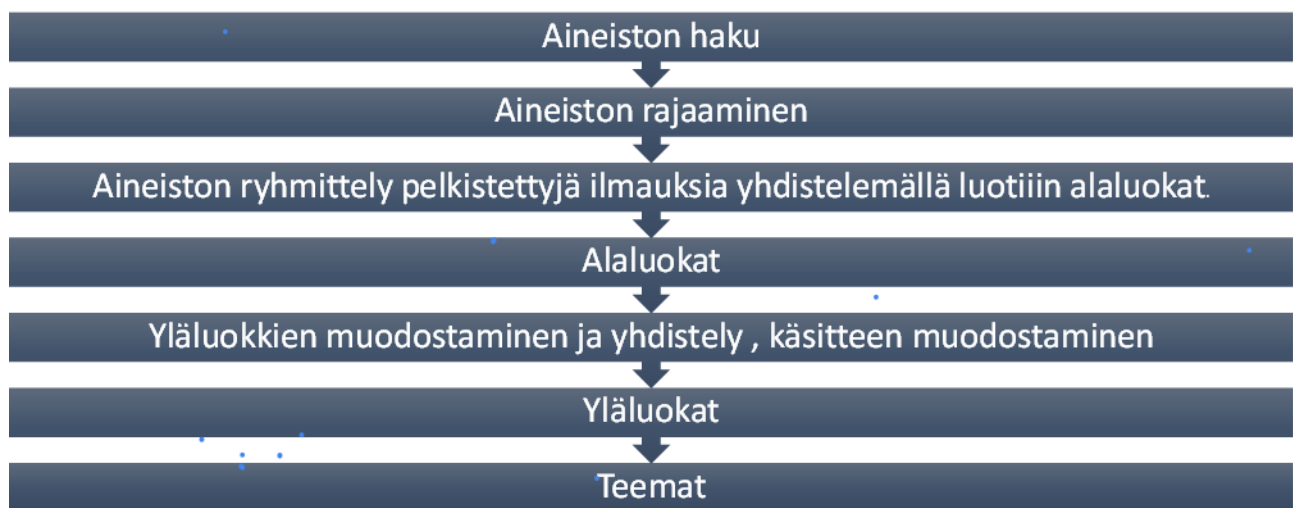 Aineiston haku
Aineiston rajaaminen
Aineiston ryhmittely pelkistettyjä ilmauksia yhdistelemällä luotiiin alaluokat.
Alaluokat
Yläluokkien muodostaminen ja yhdistely , käsitteen muodostaminen
Yläluokat
Teemat